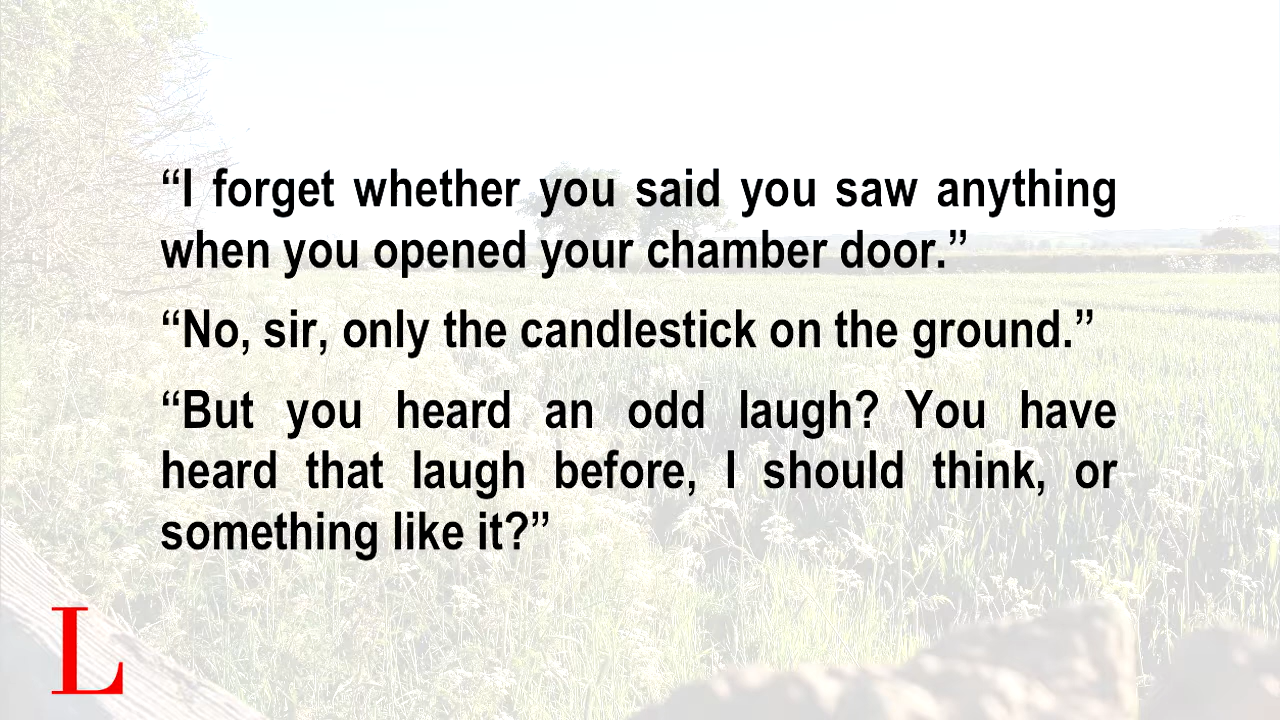 “I forget whether you said you saw anything
when you opened your chamber door.”
“No, sir, only the candlestick on the ground.”
“But you heard an odd laugh? You have
heard that laugh before, I should think, or
something like it?”
L